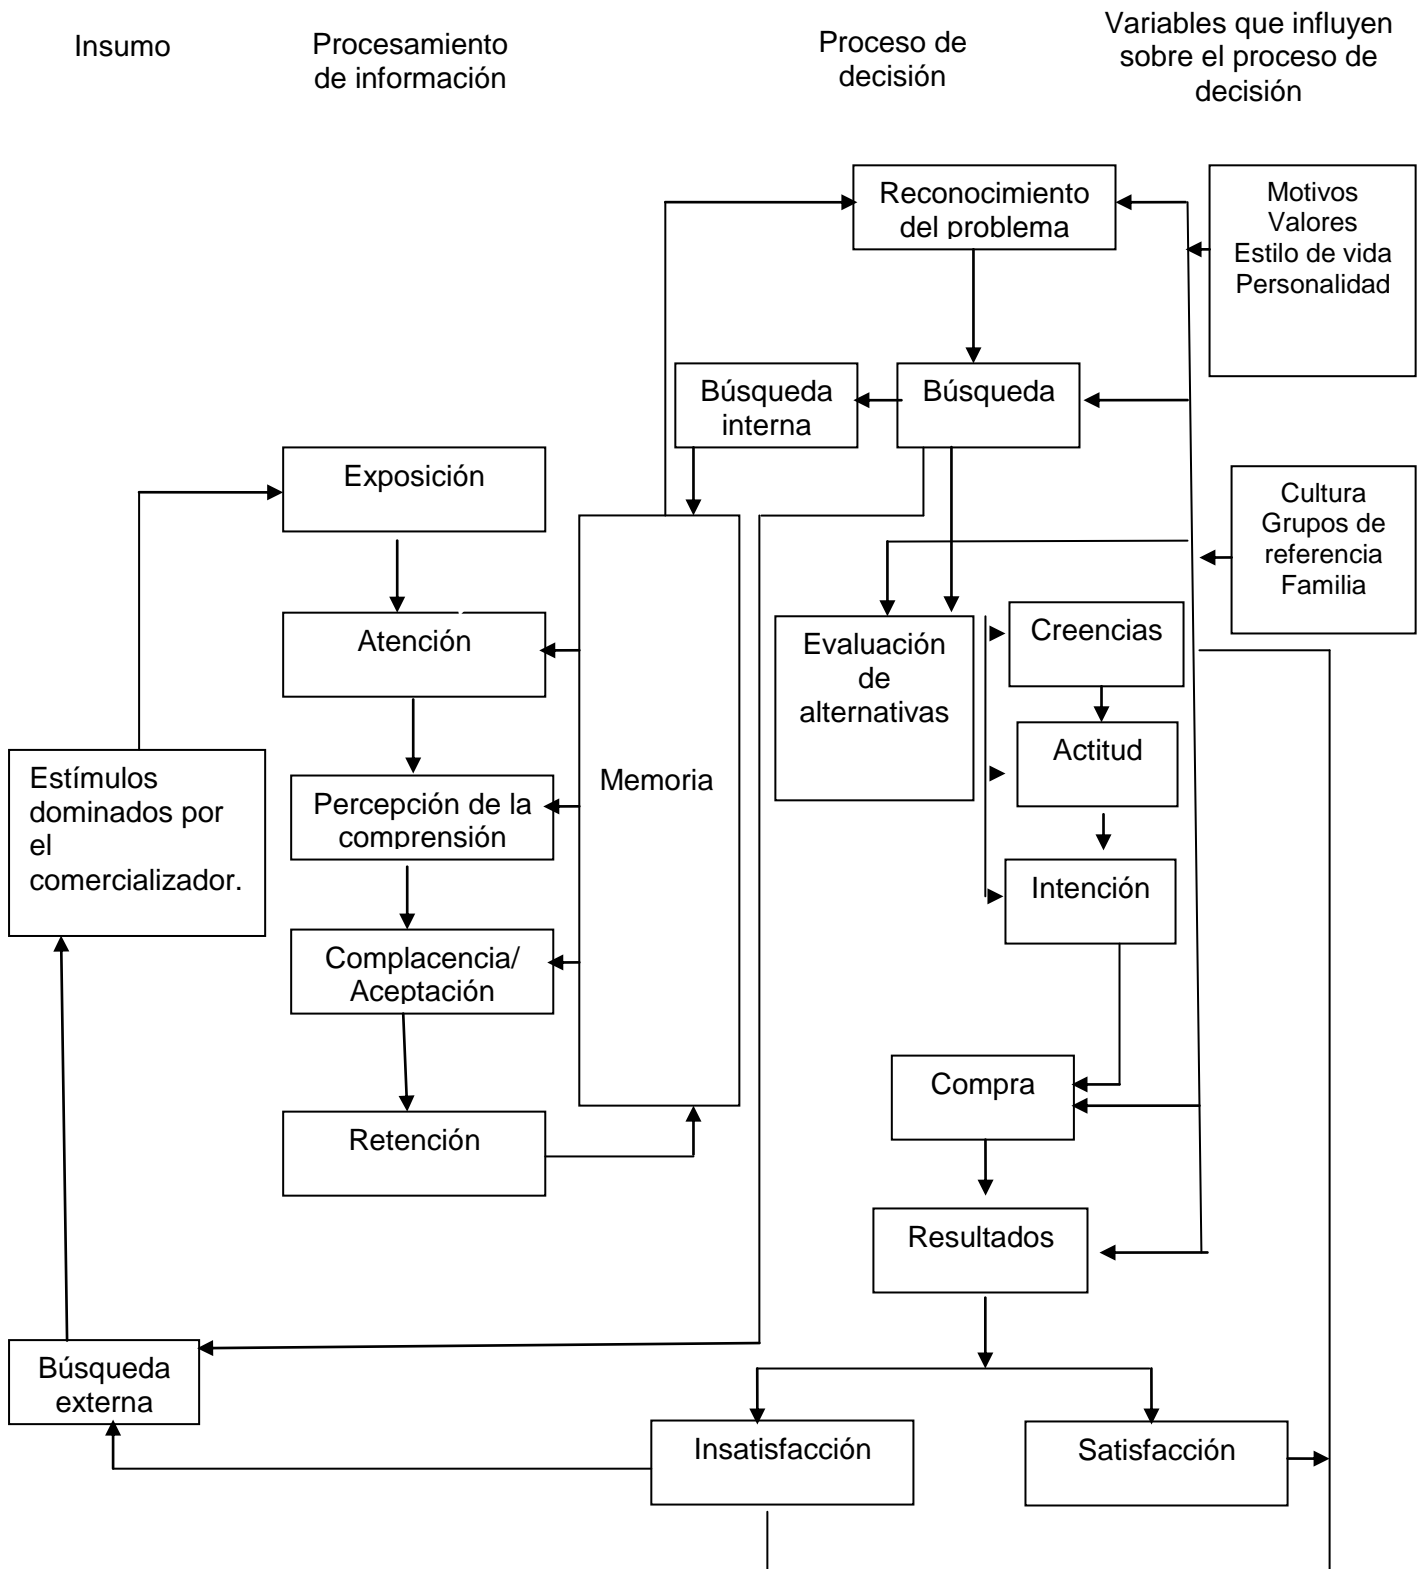 Insumo
Procesamiento
de información
Proceso de
decisión
Variables que influyen
sobre el proceso de
decisión
Reconocimiento
del problema
Motivos
Valores
Estilo de vida
Personalidad
Búsqueda
interna
Búsqueda
Exposición
Cultura
Grupos de
referencia
Familia
Atención
Evaluación
de
alternativas
Creencias
Actitud
Estímulos
dominados por
el
comercializador.
Percepción de la
comprensión
Memoria
Intención
Complacencia/
Aceptación
Compra
Retención
Resultados
Búsqueda
externa
Insatisfacción
Satisfacción